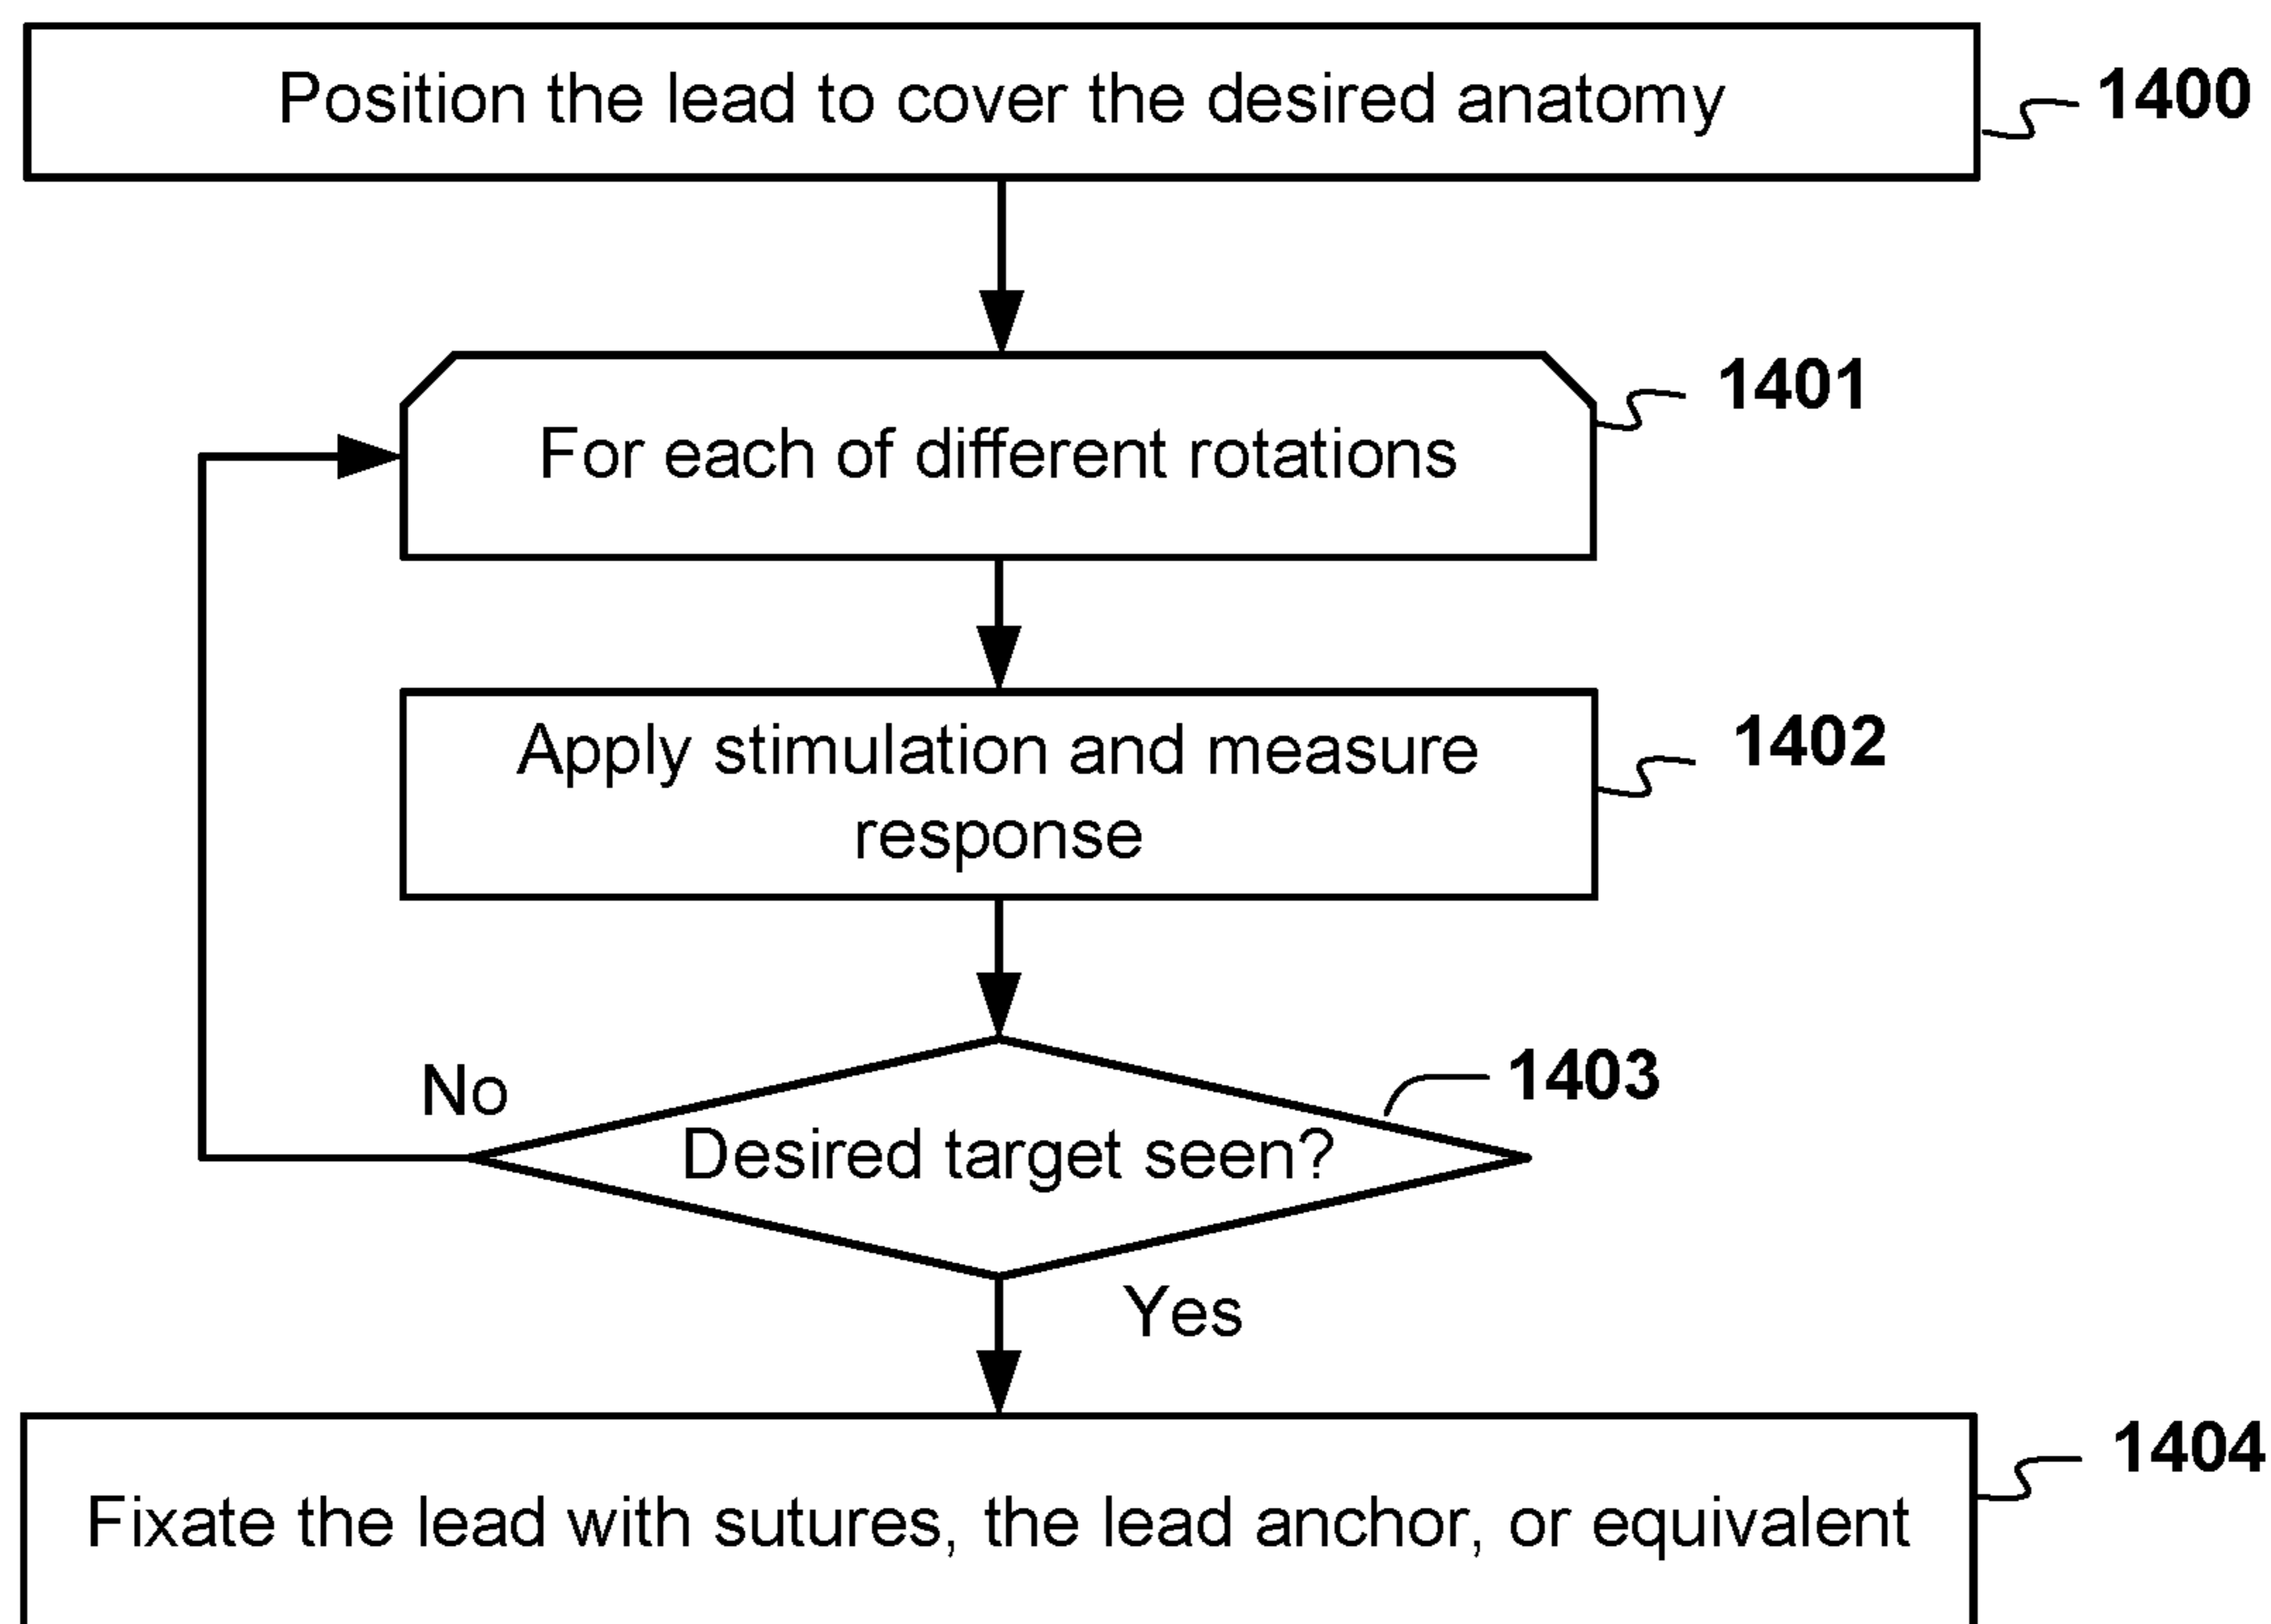 Position the lead to cover the desired anatomy
1400
1401
For each of different rotations
Apply stimulation and measure
response
1402
No
1403
Desired target seen?
Yes
1404
Fixate the lead with sutures, the lead anchor, or equivalent